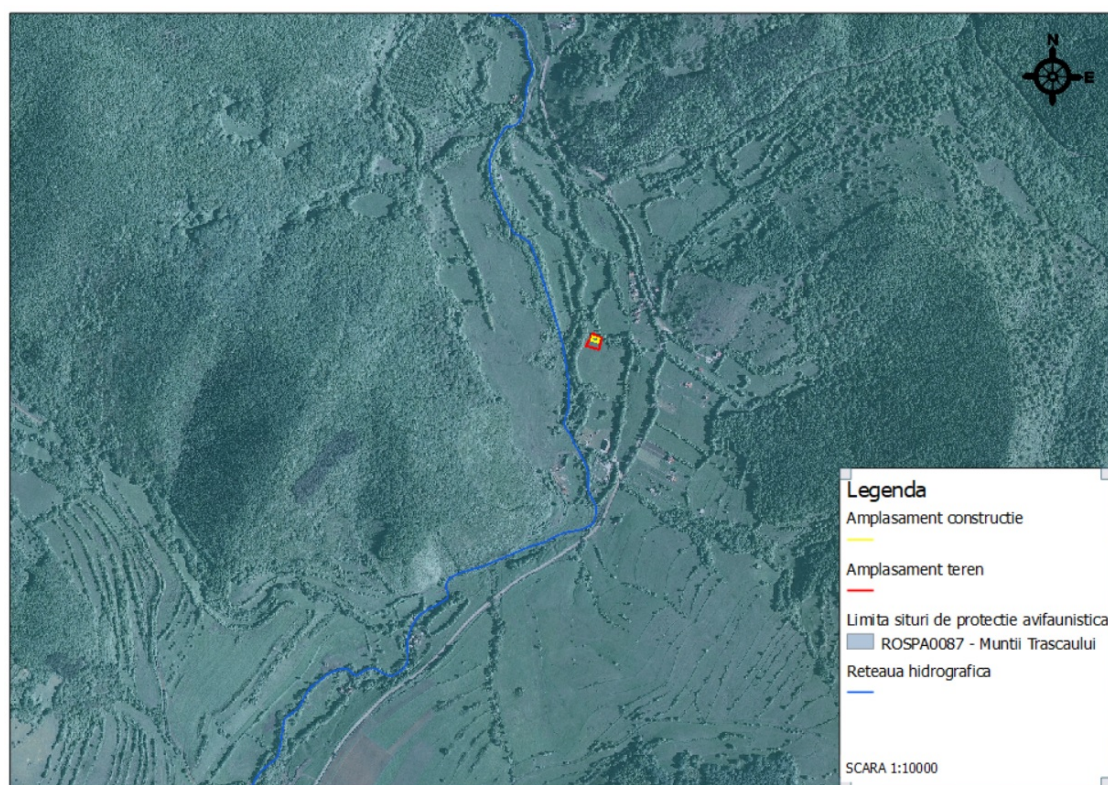 N
E
Legenda
Amplasament constructie
Amplasament teren
Limita situri de protectie avifaunistica
ROSPA0087 - Muntii Trascaului
Reteaua hidrografica
SCARA 1:10000